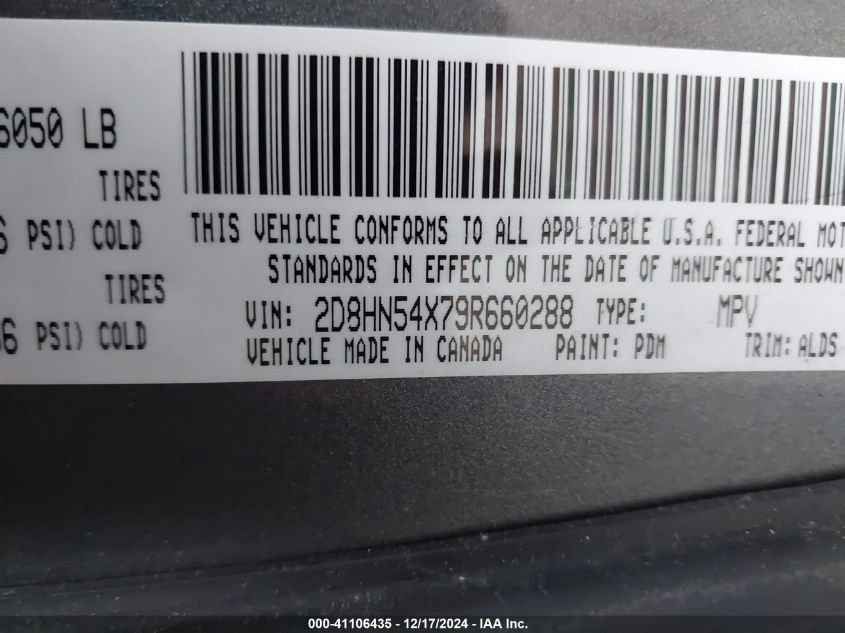 6050 LB
TIRES
PSI) COLD
TIRES
PSI) COLD
THIS VEHICLE CONFORMS TO ALL APPLICABLE U.S.A. FEDERAL MOT
STANDARDS IN EFFECT ON THE DATE OF MANUFACTURE SHOWN
VIN: 2D8HN54X79R660288 TYPE: MPV
VEHICLE MADE IN CANADA PAINT: PDM TRIM: ALDS
000-41106435 - 12/17/2024 - IAA Inc.